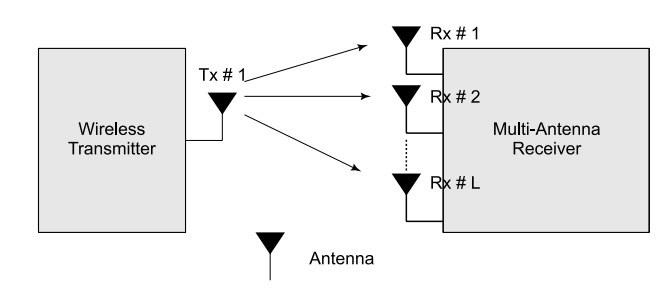 Rx # 1
Tx # 1
Rx # 2
Wireless
Transmitter
Multi-Antenna
Receiver
Rx # L
Antenna